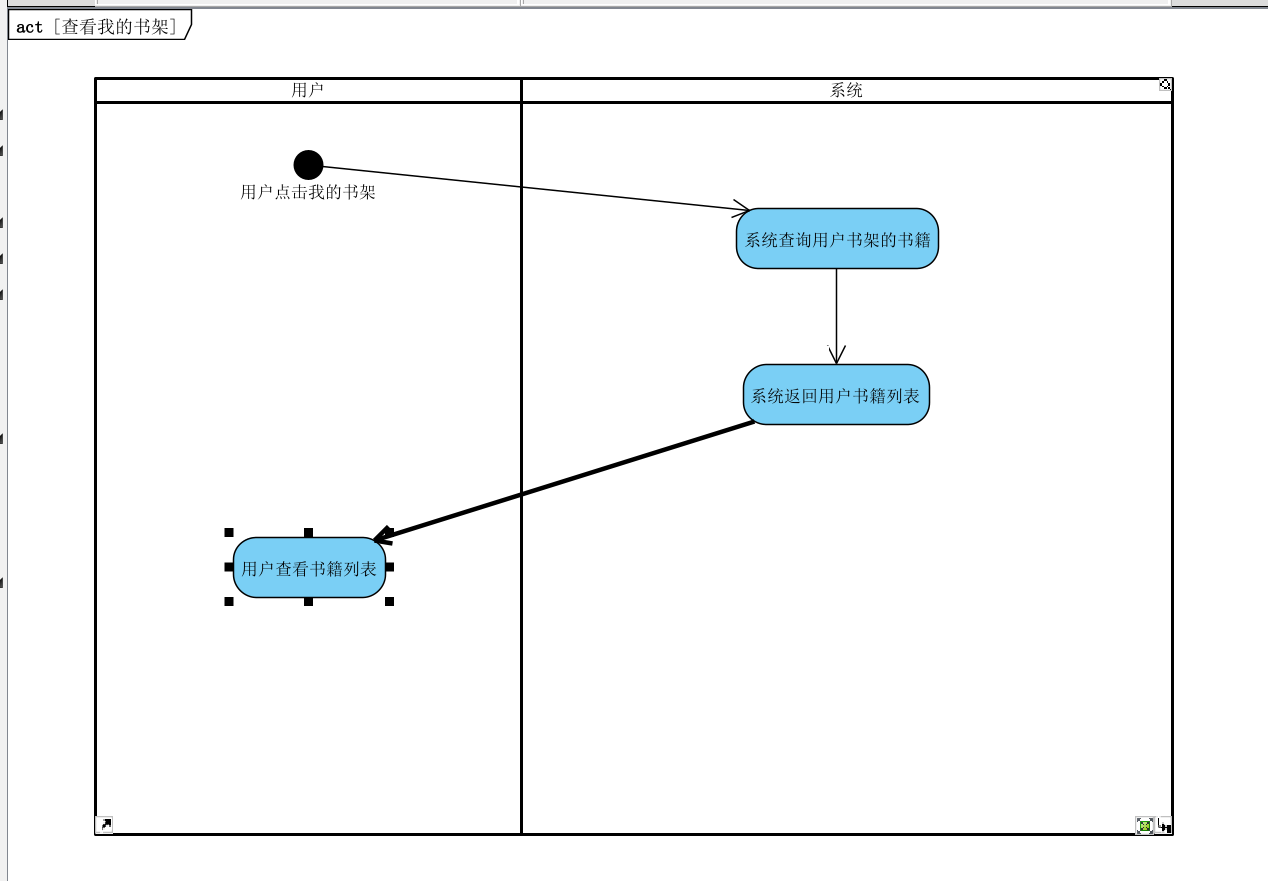 act [查看我的书架]
用户
系统
用户点击我的书架
系统查询用户书架的书籍
系统返回用户书籍列表
用户查看书籍列表